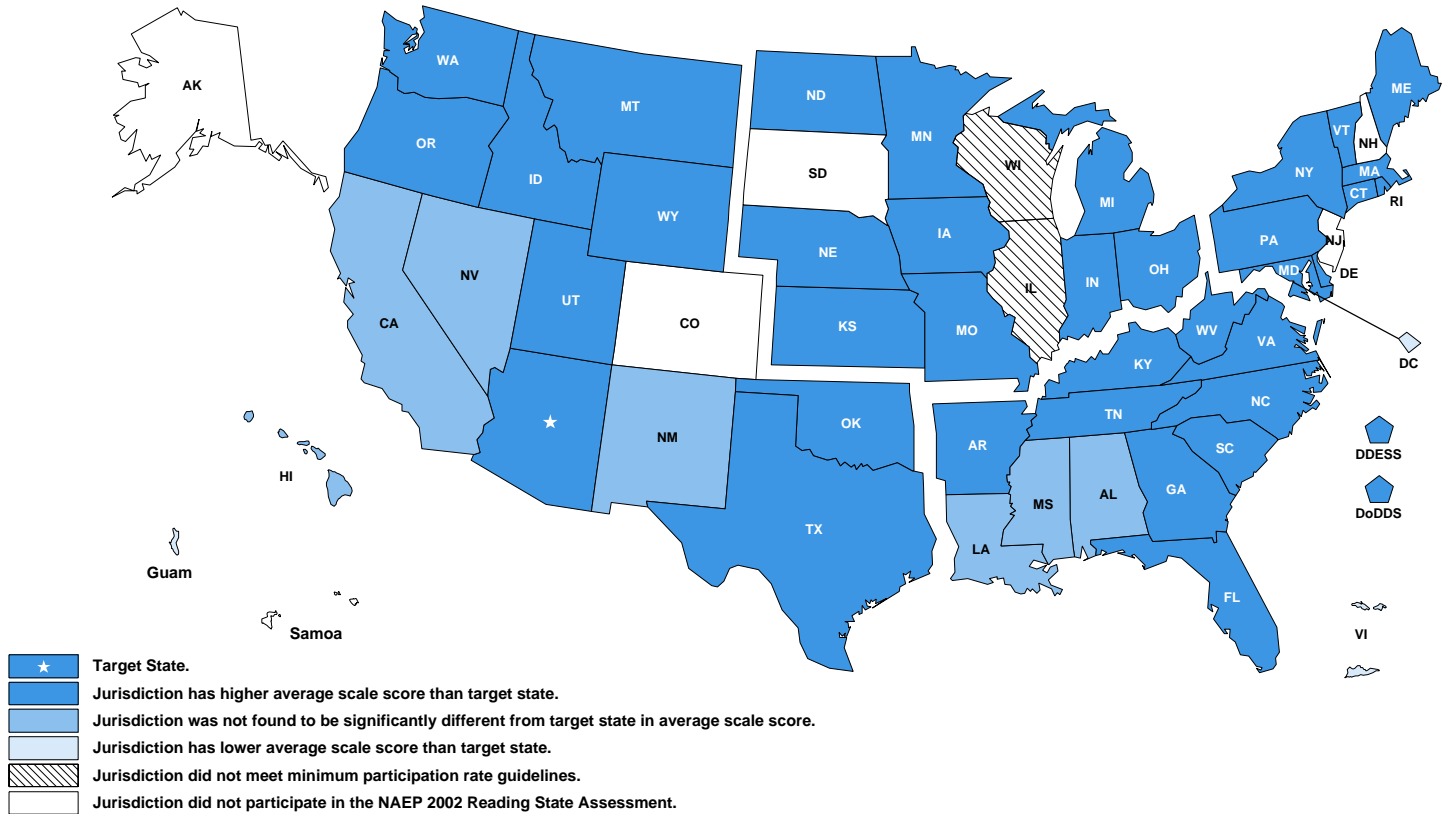 WA
MT
ND
MN
ME
AK
OR
ID
SD
WI
VT
NH
NY
MA
CT
RI
WY
MI
IA
NE
PA
NJ
NV
UT
OH
IN
MD
DE
CA
CO
KS
MO
IL
WV
VA
DC
KY
NC
TN
OK
NM
AR
SC
DDESS
HI
MS
AL
GA
DoDDS
TX
LA
Guam
FL
Samoa
VI
Target State.
Jurisdiction has higher average scale score than target state.
Jurisdiction was not found to be significantly different from target state in average scale score.
Jurisdiction has lower average scale score than target state.
Jurisdiction did not meet minimum participation rate guidelines.
Jurisdiction did not participate in the NAEP 2002 Reading State Assessment.